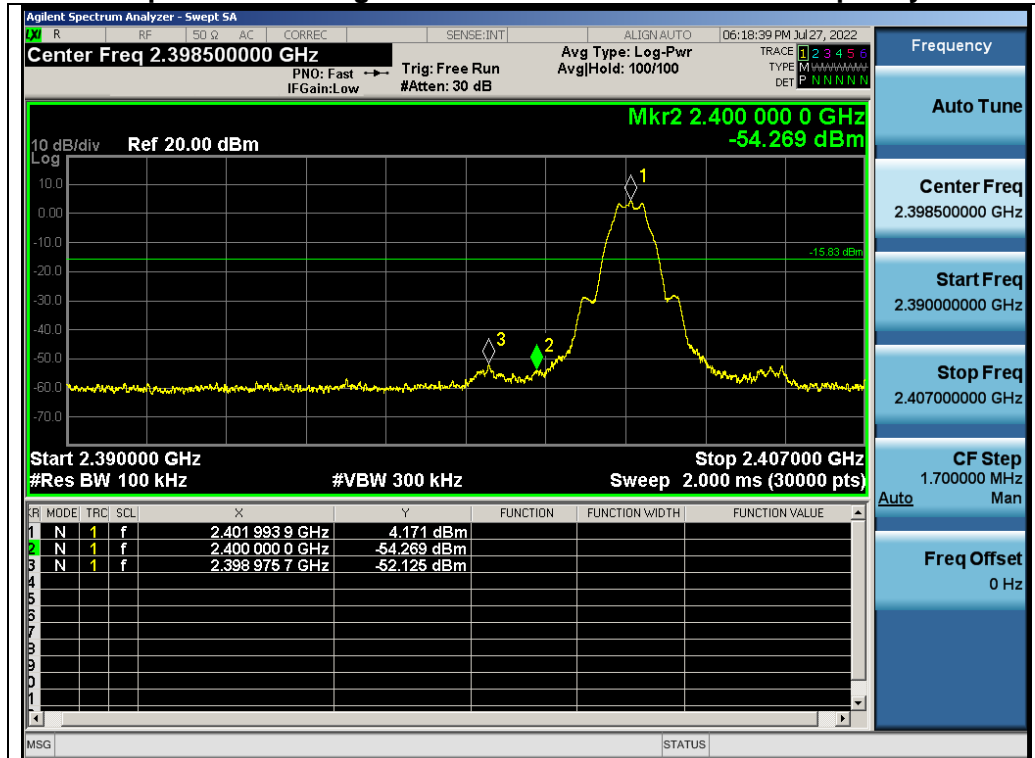 Agilent Spectrum Analyzer - Swept SA
LXI R RF 50 Ω AC CORREC SENSE:INT ALIGN AUTO 06:18:39 PM Jul 27, 2022
Center Freq 2.398500000 GHz
PNO: Fast
IFGain:Low
Trig: Free Run
#Atten: 30 dB
Avg Type: Log-Pwr
Avg|Hold: 100/100
TRACE 1 2 3 4 5 6
TYPE M
DET P N N N N N
Mkr2 2.400 000 0 GHz
-54.269 dBm
10 dB/div Ref 20.00 dBm
Log
10.0
0.00
-10.0
-20.0
-30.0
-40.0
-50.0
-60.0
-70.0
1
-15.83 dBm
3
2
Start 2.390000 GHz Stop 2.407000 GHz
#Res BW 100 kHz #VBW 300 kHz Sweep 2.000 ms (30000 pts)
KR MODE TRC SCL X Y FUNCTION FUNCTION WIDTH FUNCTION VALUE
1 N 1 f 2.401 993 9 GHz 4.171 dBm
2 N 1 f 2.400 000 0 GHz -54.269 dBm
3 N 1 f 2.398 975 7 GHz -52.125 dBm
4
5
6
7
8
9
0
1
MSG STATUS
Frequency
Auto Tune
Center Freq
2.398500000 GHz
Start Freq
2.390000000 GHz
Stop Freq
2.407000000 GHz
CF Step
1.700000 MHz
Auto Man
Freq Offset
0 Hz